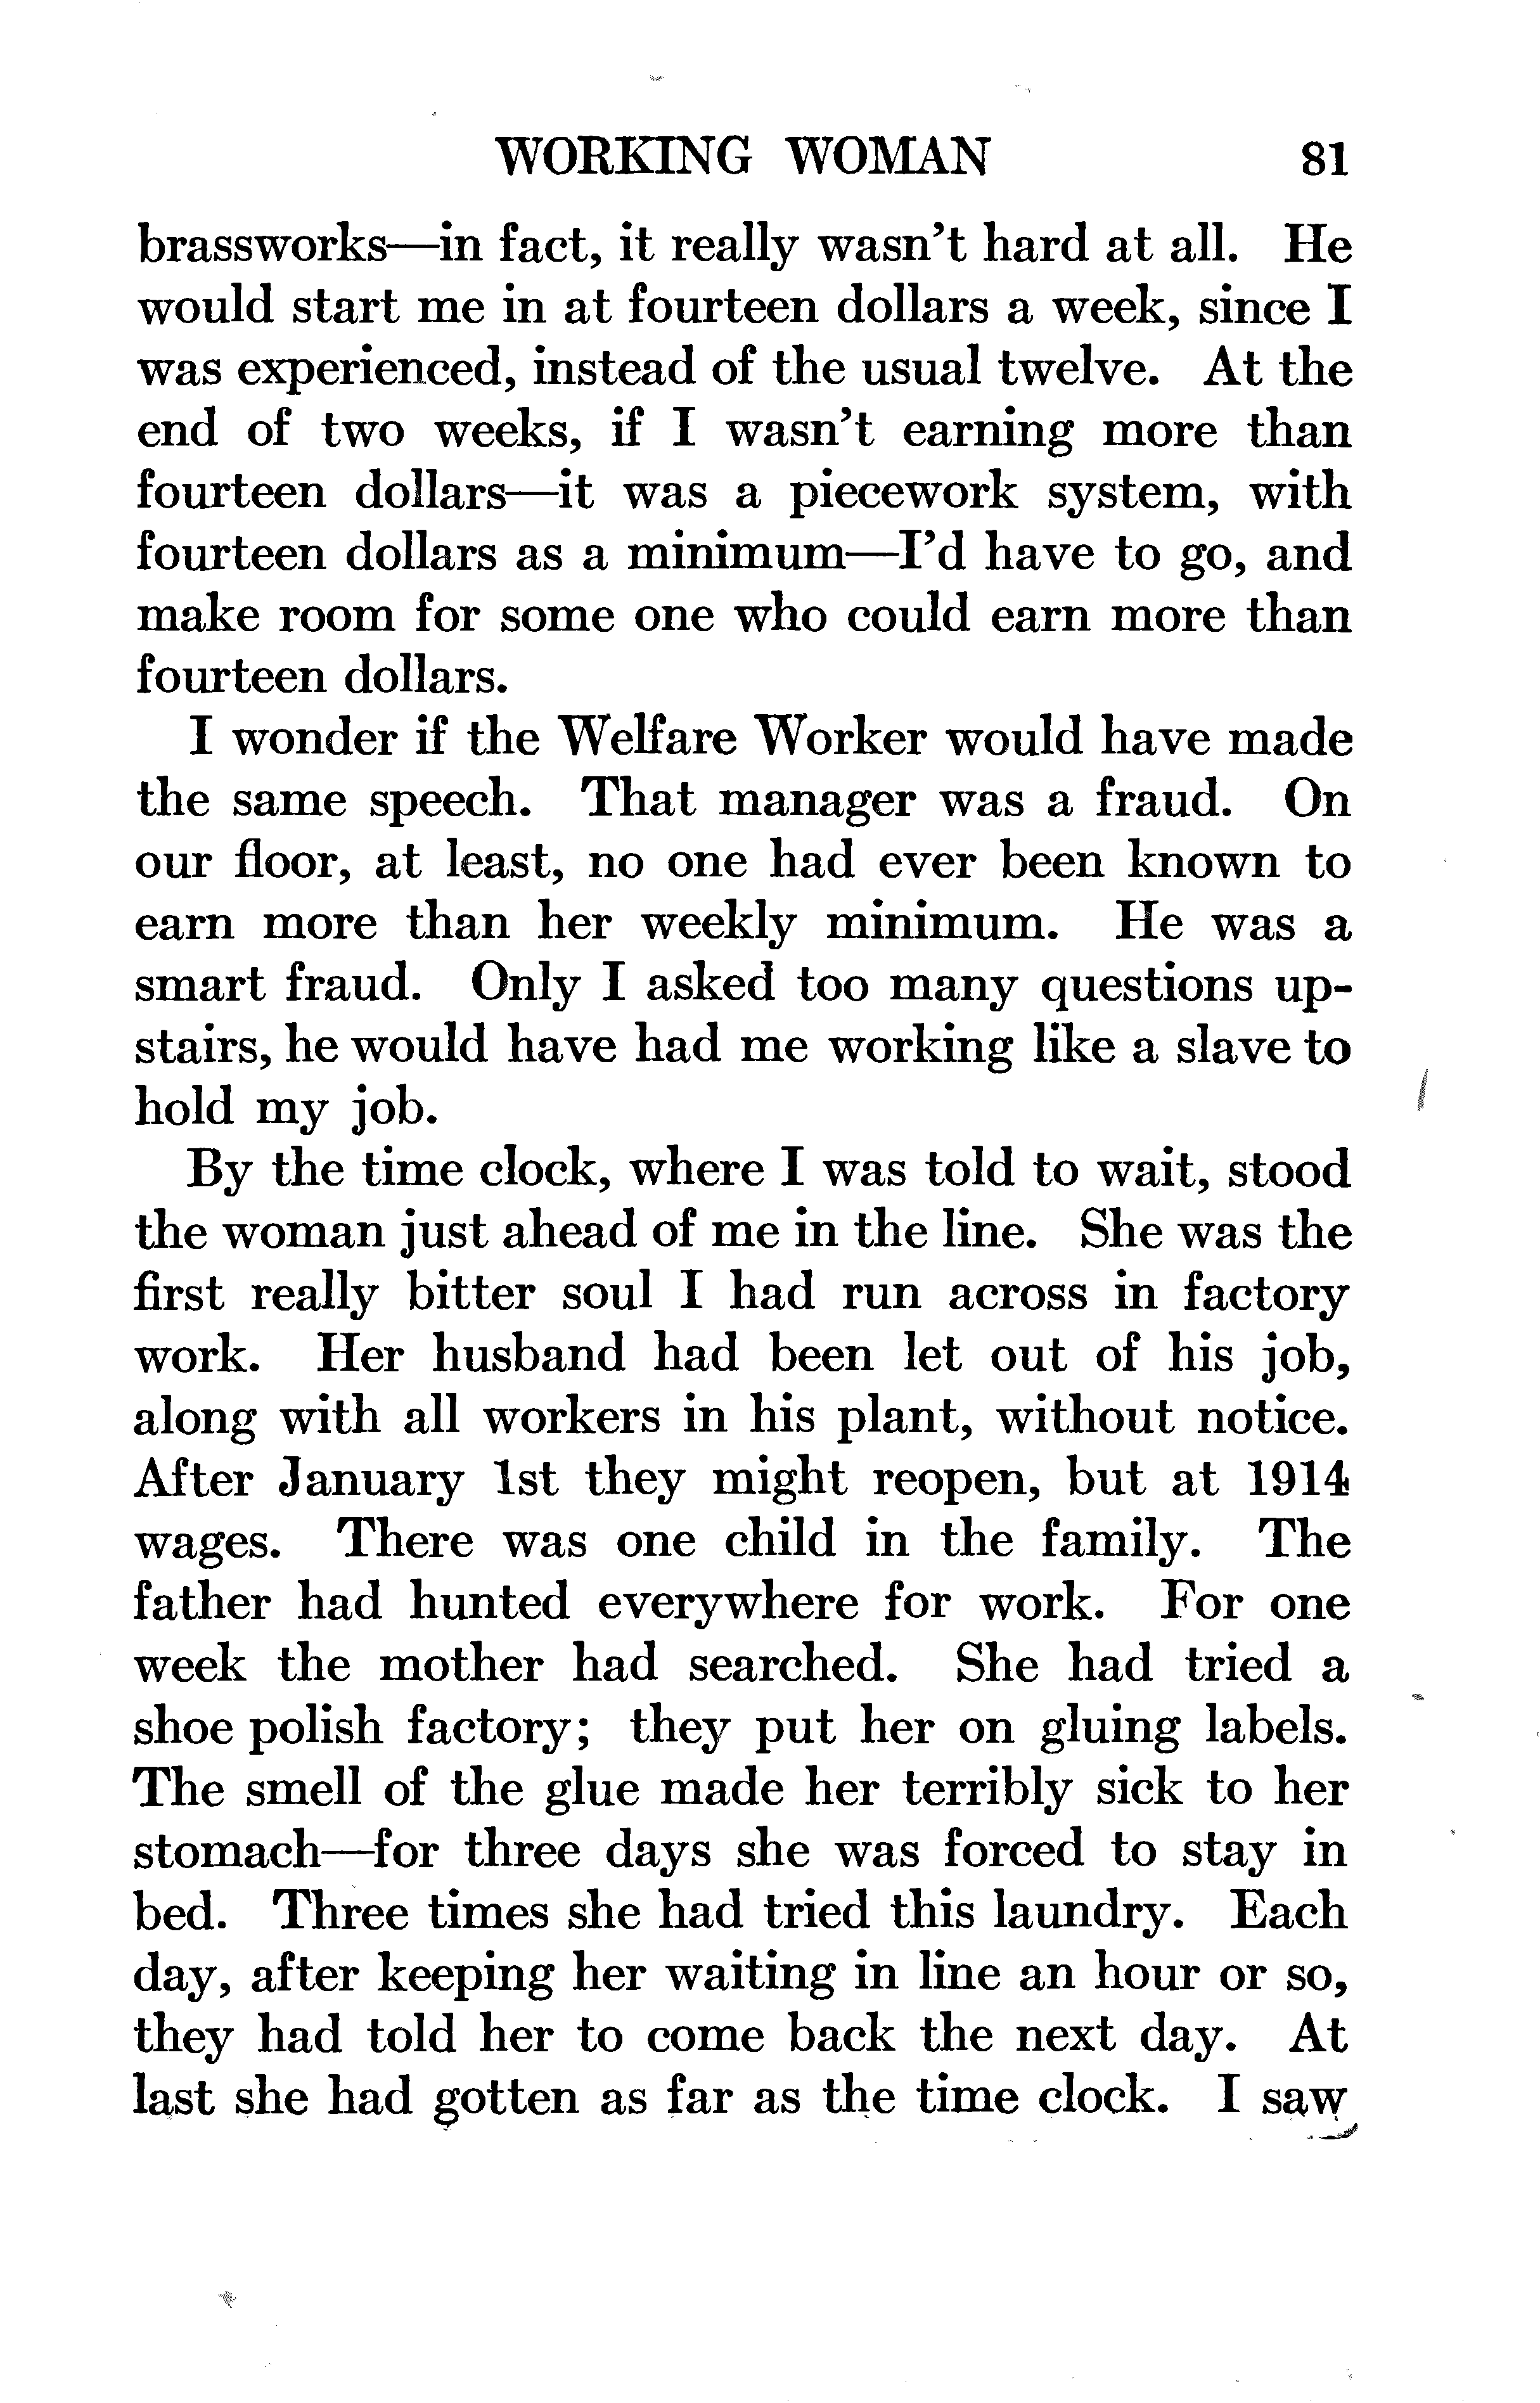 WORKING WOMAN 81
brassworks—in fact, it really wasn't hard at all. He
would start me in at fourteen dollars a week, since I
was experienced, instead of the usual twelve. At the
end of two weeks, if I wasn't earning more than
fourteen dollars—it was a piecework system, with
fourteen dollars as a minimum—I'd have to go, and
make room for some one who could earn more than
fourteen dollars.
I wonder if the Welfare Worker would have made
the same speech. That manager was a fraud. On
our floor, at least, no one had ever been known to
earn more than her weekly minimum. He was a
smart fraud. Only I asked too many questions up-
stairs, he would have had me working like a slave to
hold my job.
By the time clock, where I was told to wait, stood
the woman just ahead of me in the line. She was the
first really bitter soul I had run across in factory
work. Her husband had been let out of his job,
along with all workers in his plant, without notice.
After January 1st they might reopen, but at 1914
wages. There was one child in the family. The
father had hunted everywhere for work. For one
week the mother had searched. She had tried a
shoe polish factory; they put her on gluing labels.
The smell of the glue made her terribly sick to her
stomach—for three days she was forced to stay in
bed. Three times she had tried this laundry. Each
day, after keeping her waiting in line an hour or so,
they had told her to come back the next day. At
last she had gotten as far as the time clock. I saw